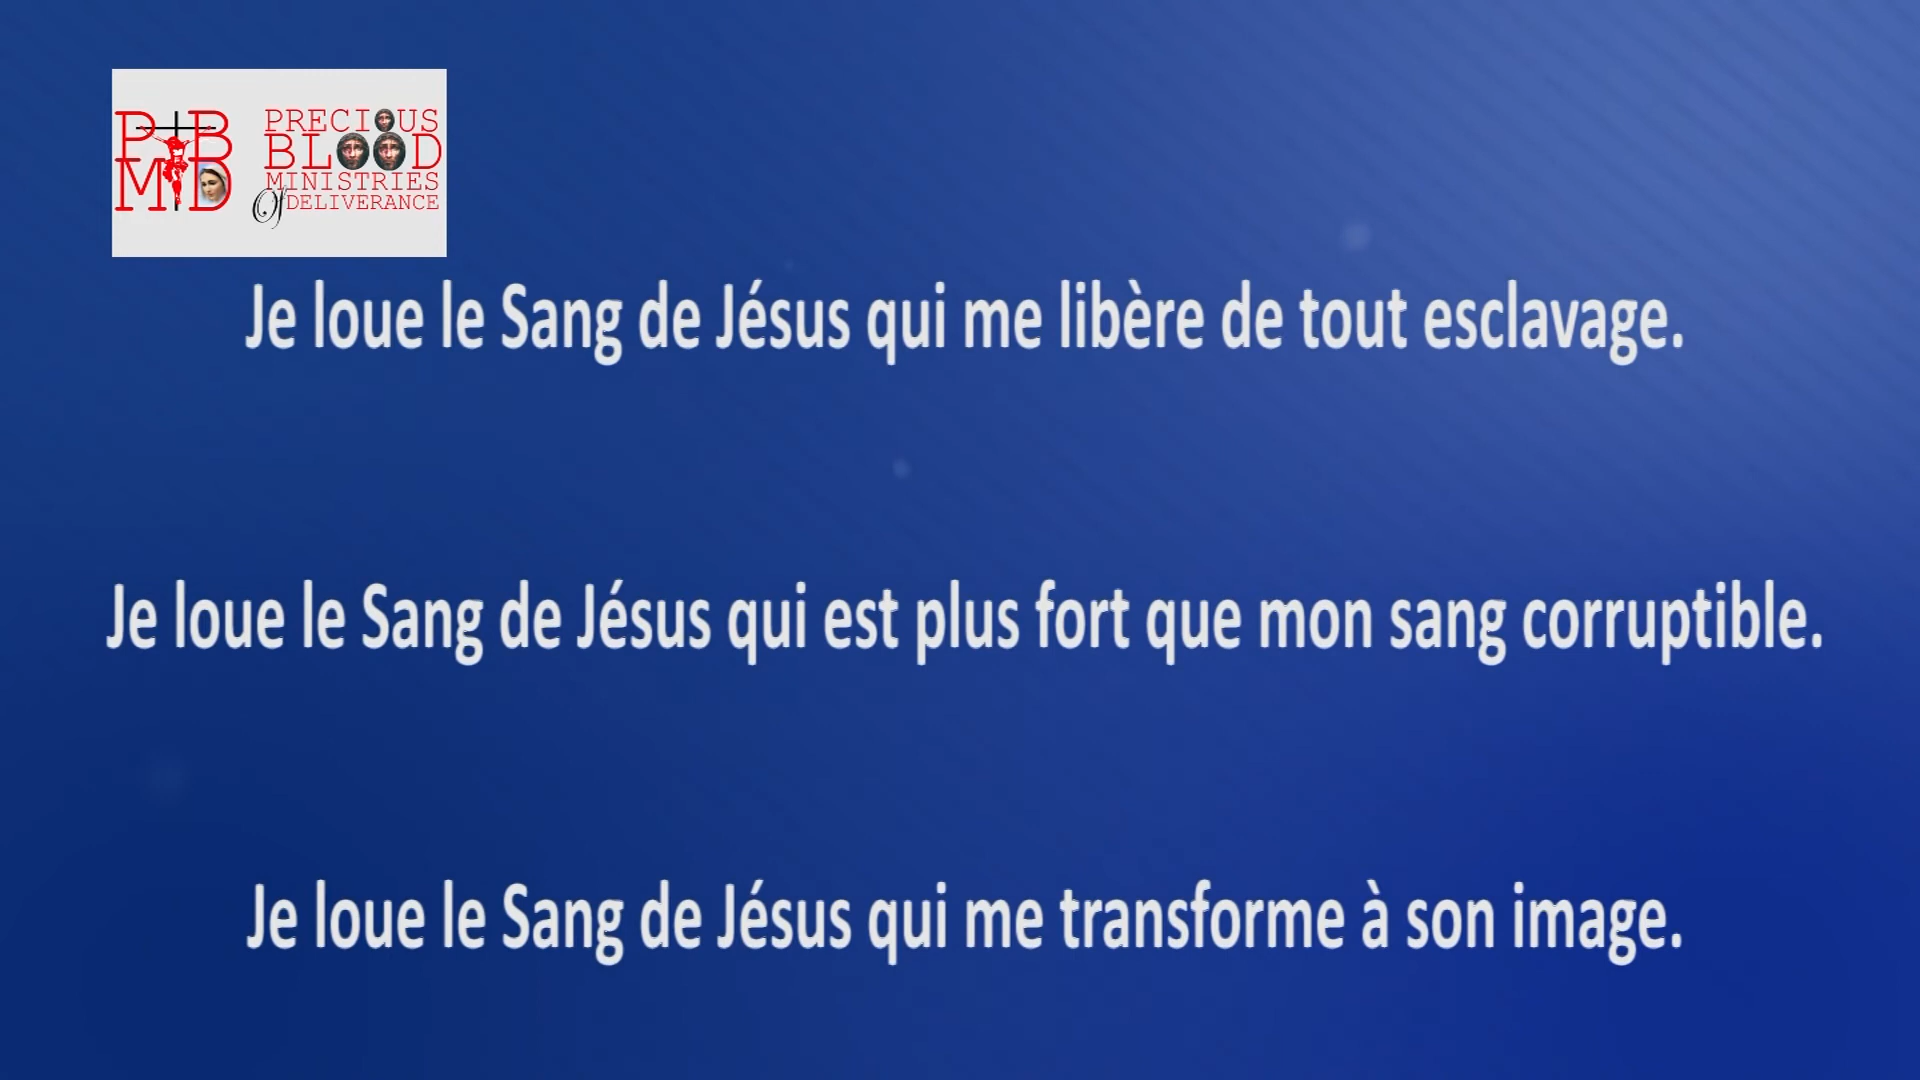 PBMD
PRECIOUS
BLOOD
MINISTRIES
Of DELIVERANCE
Je loue le Sang de Jésus qui me libère de tout esclavage.
Je loue le Sang de Jésus qui est plus fort que mon sang corruptible.
Je loue le Sang de Jésus qui me transforme à son image.